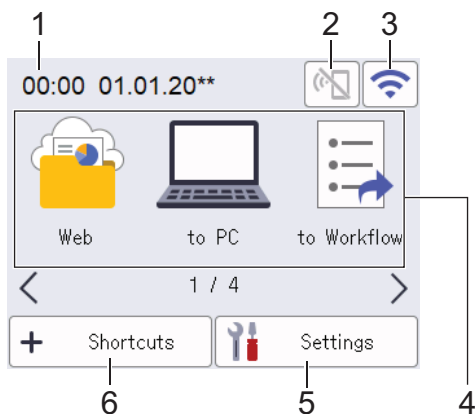 1 2 3
00:00 01.01.20**
Web to PC to Workflow
1 / 4
Shortcuts Settings
6 5 4